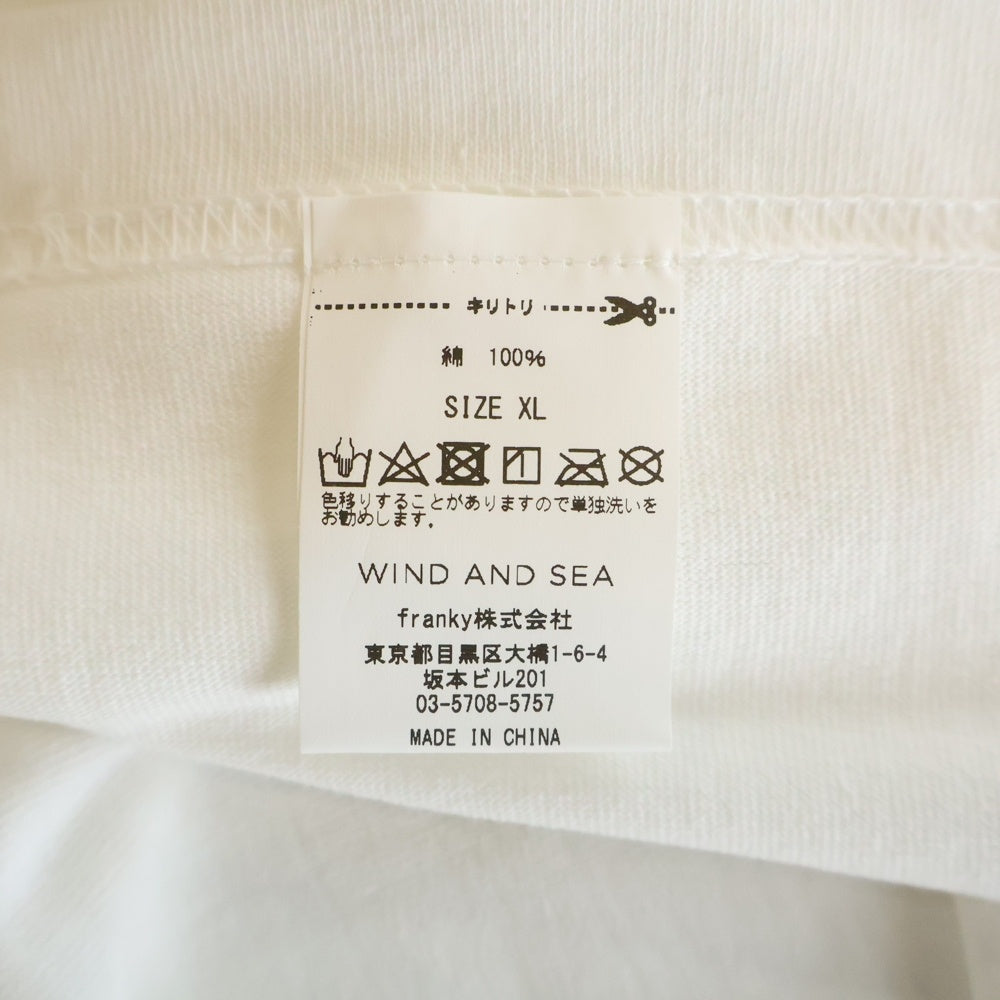 キリトリ
綿 100%
SIZE XL
色移りすることがありますので単独洗いを
お勧めします。
WIND AND SEA
franky株式会社
東京都目黒区大橋1-6-4
坂本ビル201
03-5708-5757
MADE IN CHINA